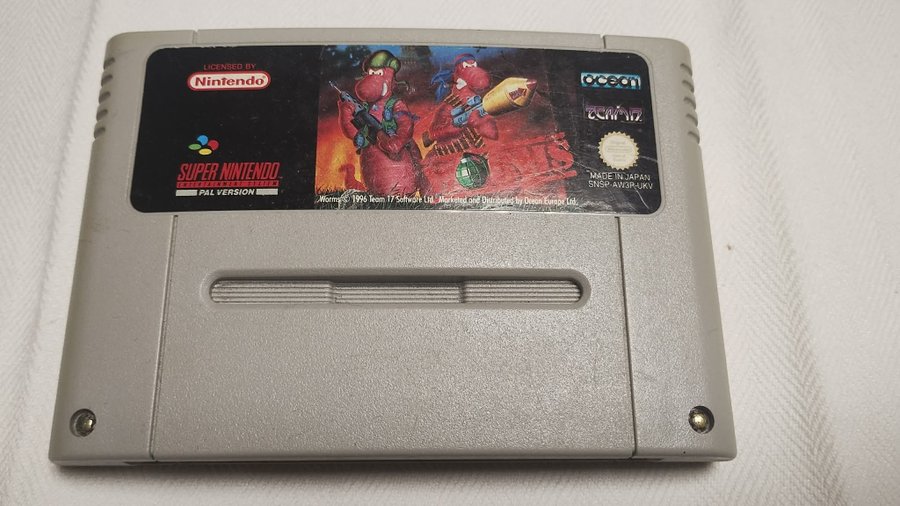 LICENSED BY
Nintendo
SUPER NINTENDO
ENTERTAINMENT SYSTEM
PAL VERSION
Worms © 1996 Team 17 Software Ltd. Marketed and Distributed by Ocean Europe Ltd.
ocean
TEAM17
MADE IN JAPAN
SNSP-AW3P-UKV